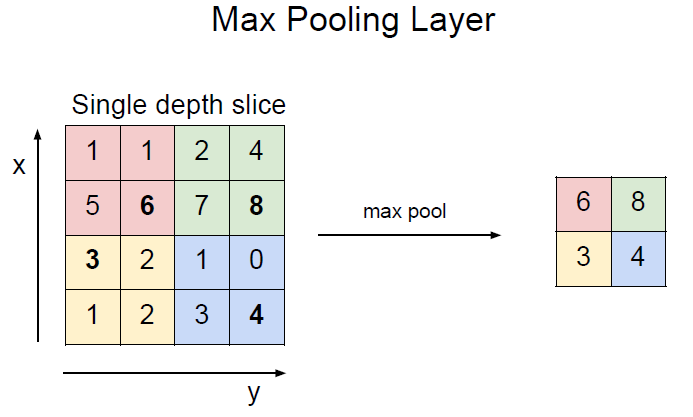 Max Pooling Layer
Single depth slice
x
1 1 2 4
5 6 7 8
3 2 1 0
1 2 3 4
y
max pool
6 8
3 4